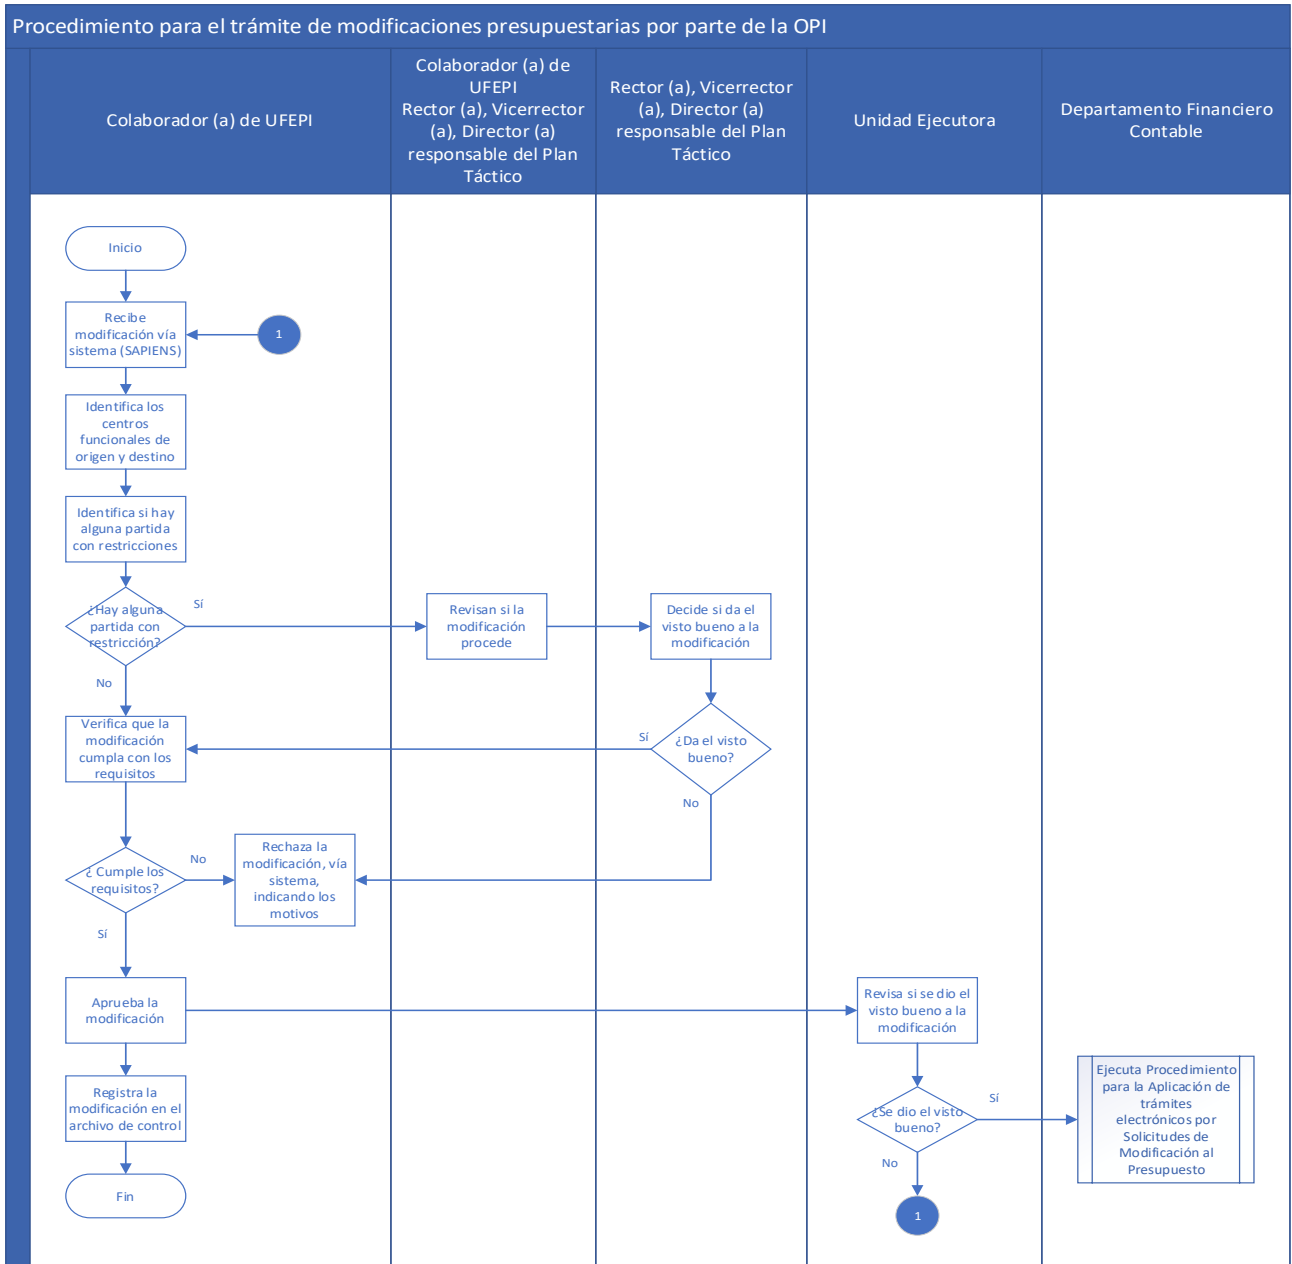 Procedimiento para el trámite de modificaciones presupuestarias por parte de la OPI
Colaborador (a) de UFEPI
Colaborador (a) de
UFEPI
Rector (a), Vicerrector
(a), Director (a)
responsable del Plan
Táctico
Rector (a), Vicerrector
(a), Director (a)
responsable del Plan
Táctico
Unidad Ejecutora
Departamento Financiero
Contable
Inicio
Recibe
modificación vía
sistema (SAPIENS)
1
Identifica los
centros
funcionales de
origen y destino
Identifica si hay
alguna partida
con restricciones
¿Hay alguna
partida con
restricción?
Sí
No
Revisan si la
modificación
procede
Decide si da el
visto bueno a la
modificación
Verifica que la
modificación
cumpla con los
requisitos
¿Da el visto
bueno?
Sí
No
¿ Cumple los
requisitos?
No
Sí
Rechaza la
modificación, vía
sistema,
indicando los
motivos
Aprueba la
modificación
Revisa si se dio el
visto bueno a la
modificación
Registra la
modificación en el
archivo de control
¿Se dio el visto
bueno?
Sí
No
Ejecuta Procedimiento
para la Aplicación de
trámites
electrónicos por
Solicitudes de
Modificación al
Presupuesto
Fin
1